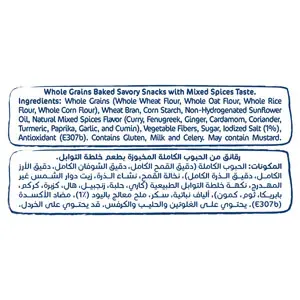 Whole Grains Baked Savory Snacks with Mixed Spices Taste.
Ingredients: Whole Grains (Whole Wheat Flour, Whole Oat Flour, Whole Rice
Flour, Whole Corn Flour), Wheat Bran, Corn Starch, Non-Hydrogenated Sunflower
Oil, Natural Mixed Spices Flavor (Curry, Fenugreek, Ginger, Cardamom, Coriander,
Turmeric, Paprika, Garlic, and Cumin), Vegetable Fibers, Sugar, Iodized Salt (1%),
Antioxidant (E307b). Contains Gluten, Milk and Celery. May contain Mustard.
رقائق من الحبوب الكاملة المخبوزة بطعم خلطة التوابل.
المكونات: الحبوب الكاملة (دقيق القمح الكامل، دقيق الشوفان الكامل، دقيق الأرز
الكامل، دقيق الذرة الكامل)، نخالة القمح، نشاء الذرة، زيت دوار الشمس غير
المهدرج، نكهة خلطة التوابل الطبيعية (كاري، حلبة، زنجبيل، هال، كزبرة، كركم،
بابريكا، ثوم، كمون)، ألياف نباتية، سكر، ملح معالج باليود (١٪)، مضاد الأكسدة
(E307b). يحتوي على الغلوتين والحليب والكرفس. قد يحتوي على الخردل.